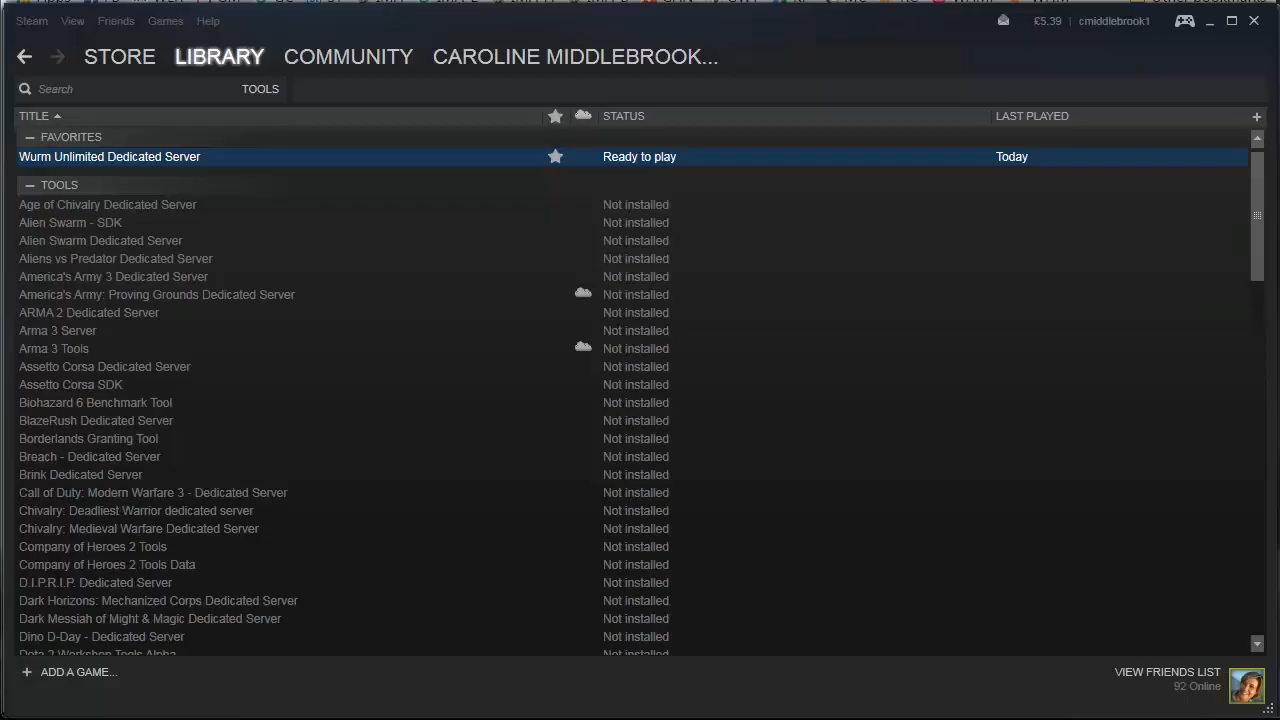 Steam View Friends Games Help £5.39 cmiddlebrook1
STORE LIBRARY COMMUNITY CAROLINE MIDDLEBROOK...
Search TOOLS
TITLE STATUS LAST PLAYED
FAVORITES
Wurm Unlimited Dedicated Server Ready to play Today
TOOLS
Age of Chivalry Dedicated Server Not installed
Alien Swarm - SDK Not installed
Alien Swarm Dedicated Server Not installed
Aliens vs Predator Dedicated Server Not installed
America's Army 3 Dedicated Server Not installed
America's Army: Proving Grounds Dedicated Server Not installed
ARMA 2 Dedicated Server Not installed
Arma 3 Server Not installed
Arma 3 Tools Not installed
Assetto Corsa Dedicated Server Not installed
Assetto Corsa SDK Not installed
Biohazard 6 Benchmark Tool Not installed
BlazeRush Dedicated Server Not installed
Borderlands Granting Tool Not installed
Breach - Dedicated Server Not installed
Brink Dedicated Server Not installed
Call of Duty: Modern Warfare 3 - Dedicated Server Not installed
Chivalry: Deadliest Warrior dedicated server Not installed
Chivalry: Medieval Warfare Dedicated Server Not installed
Company of Heroes 2 Tools Not installed
Company of Heroes 2 Tools Data Not installed
D.I.P.R.I.P. Dedicated Server Not installed
Dark Horizons: Mechanized Corps Dedicated Server Not installed
Dark Messiah of Might & Magic Dedicated Server Not installed
Dino D-Day - Dedicated Server Not installed
Dota 2 Workshop Tools Alpha Not installed
+ ADD A GAME... VIEW FRIENDS LIST
92 Online